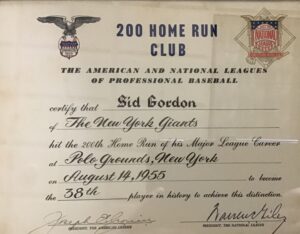 200 HOME RUN
CLUB
THE AMERICAN AND NATIONAL LEAGUES
OF PROFESSIONAL BASEBALL
certify that Sid Gordon
of The New York Giants
hit the 200th Home Run of his Major League Career
at Polo Grounds, New York
on August 14, 1955 to become
the 38th player in history to achieve this distinction.
Warren Giles
PRESIDENT, THE AMERICAN LEAGUE
PRESIDENT, THE NATIONAL LEAGUE